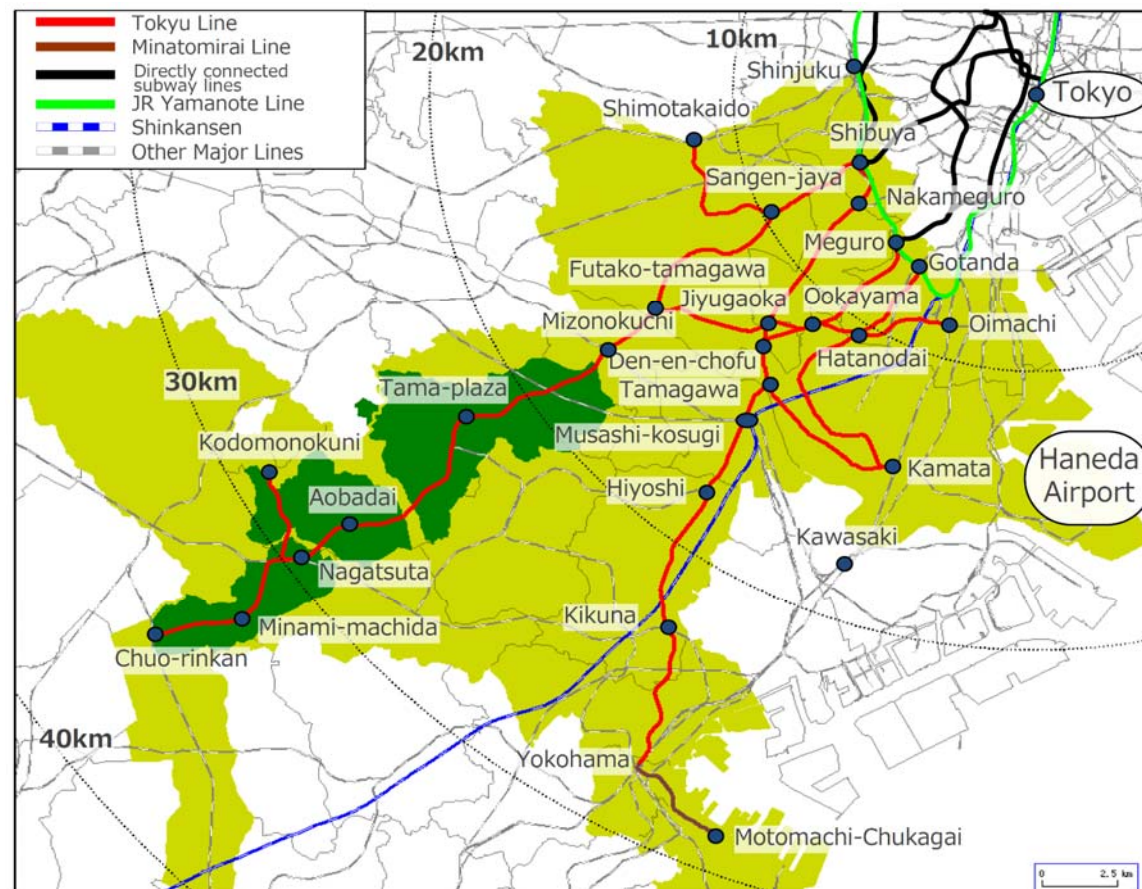 Tokyu Line
Minatomirai Line
Directly connected
subway lines
JR Yamanote Line
Shinkansen
Other Major Lines
20km
10km
Shinjuku
Tokyo
Shimotakaido
Shibuya
Sangen-jaya
Nakameguro
Meguro
Gotanda
Futako-tamagawa
Jiyugaoka
Ookayama
Mizonokuchi
Oimachi
Den-en-chofu
Hatanodai
30km
Tama-plaza
Tamagawa
Musashi-kosugi
Kodomonokuni
Kamata
Haneda
Airport
Aobadai
Hiyoshi
Kawasaki
Nagatsuta
Kikuna
Minami-machida
Chuo-rinkan
40km
Yokohama
Motomachi-Chukagai
0 2.5 km